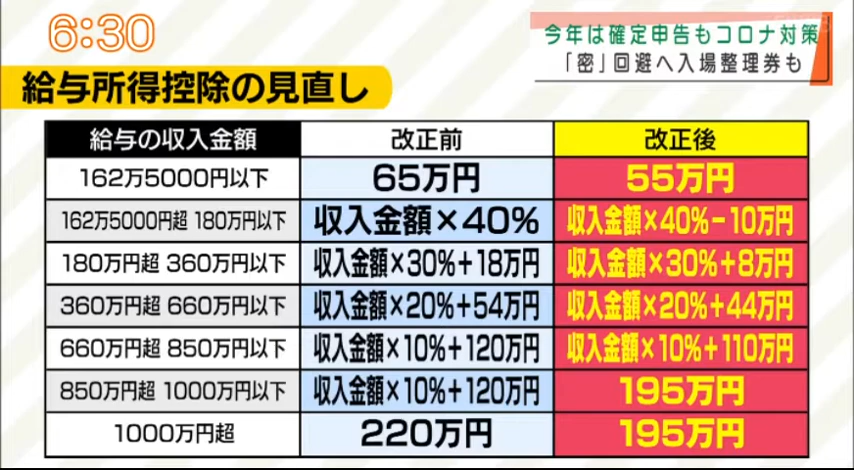 6:30
今年は確定申告もコロナ対策
「密」回避へ入場整理券も
給与所得控除の見直し
給与の収入金額 改正前 改正後
162万5000円以下 65万円 55万円
162万5000円超 180万円以下 収入金額×40% 収入金額×40%-10万円
180万円超 360万円以下 収入金額×30%+18万円 収入金額×30%+8万円
360万円超 660万円以下 収入金額×20%+54万円 収入金額×20%+44万円
660万円超 850万円以下 収入金額×10%+120万円 収入金額×10%+110万円
850万円超 1000万円以下 収入金額×10%+120万円 195万円
1000万円超 220万円 195万円